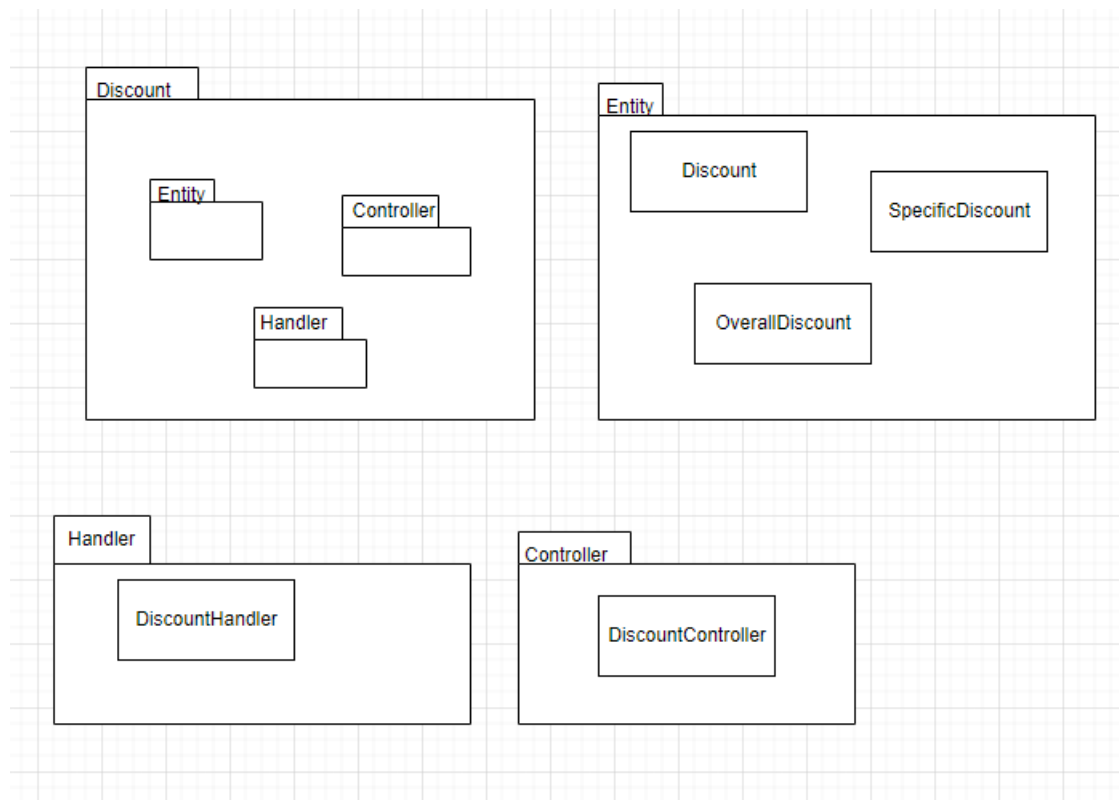 Discount
Entity
Controller
Handler
Entity
Discount
SpecificDiscount
OverallDiscount
Handler
DiscountHandler
Controller
DiscountController